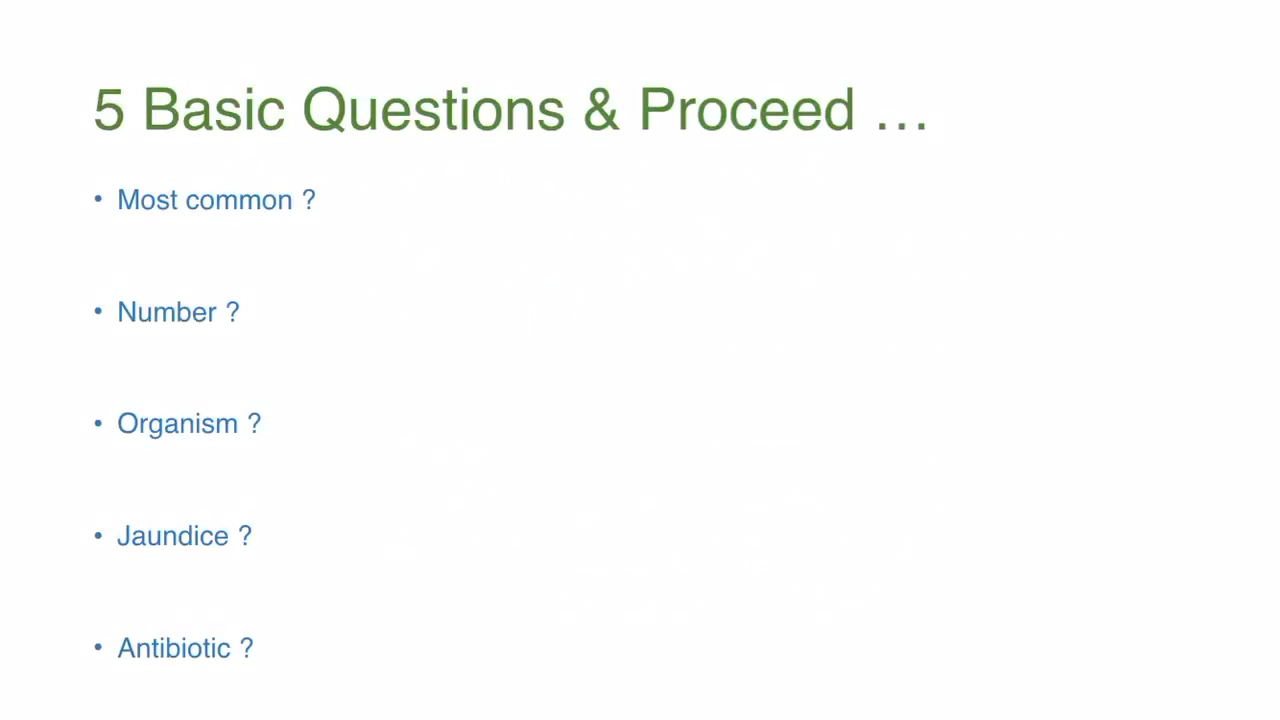 5 Basic Questions & Proceed …
• Most common ?
• Number ?
• Organism ?
• Jaundice ?
• Antibiotic ?